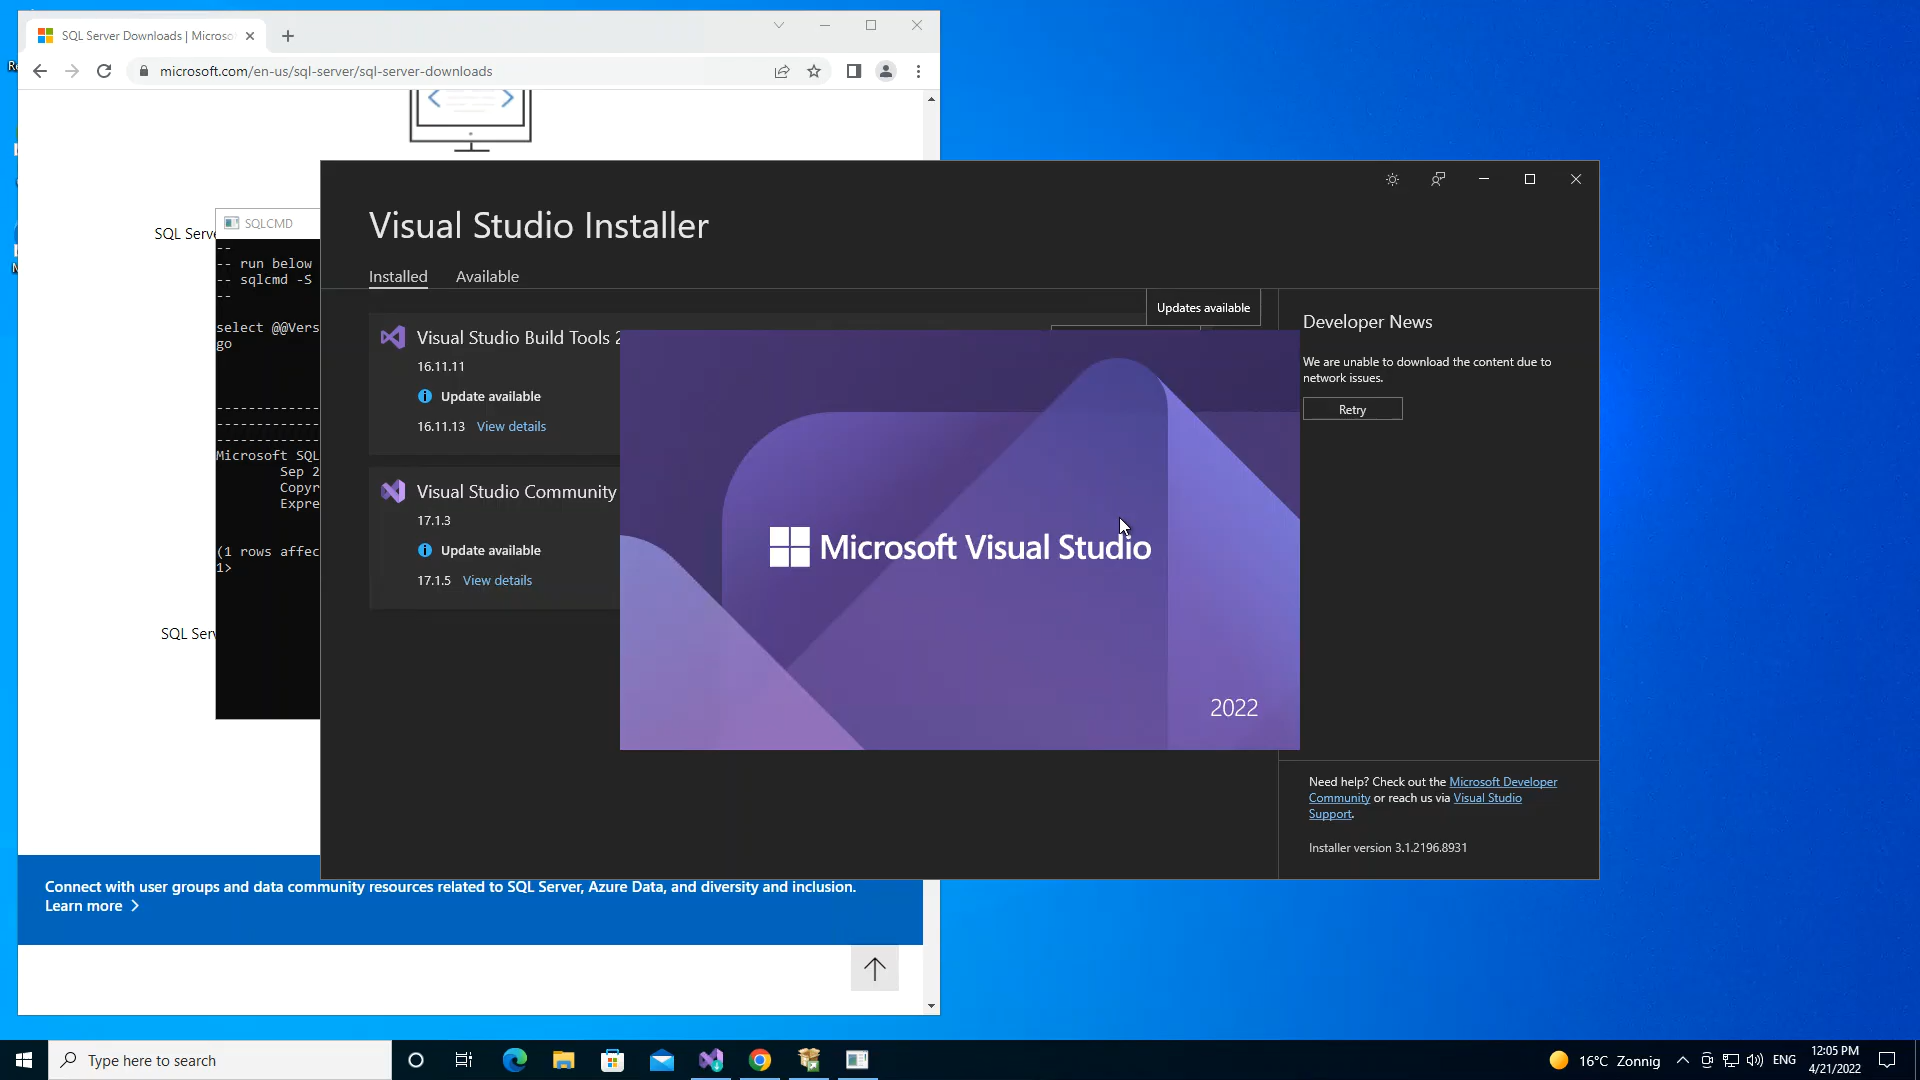 SQL Server Downloads | Microso
microsoft.com/en-us/sql-server/sql-server-downloads
SQL Serve
SQLCMD
--
-- run below
-- sqlcmd -S
--
select @@Vers
go
Microsoft SQL
Sep 2
Copyr
Expre
(1 rows affec
1>
SQL Serv
Connect with user groups and data community resources related to SQL Server, Azure Data, and diversity and inclusion.
Learn more
Visual Studio Installer
Installed
Available
Updates available
Visual Studio Build Tools 2
16.11.11
Update available
16.11.13 View details
Visual Studio Community
17.1.3
Update available
17.1.5 View details
Microsoft Visual Studio
2022
Developer News
We are unable to download the content due to
network issues.
Retry
Need help? Check out the Microsoft Developer
Community or reach us via Visual Studio
Support.
Installer version 3.1.2196.8931
Type here to search
16°C Zonnig
ENG
12:05 PM
4/21/2022